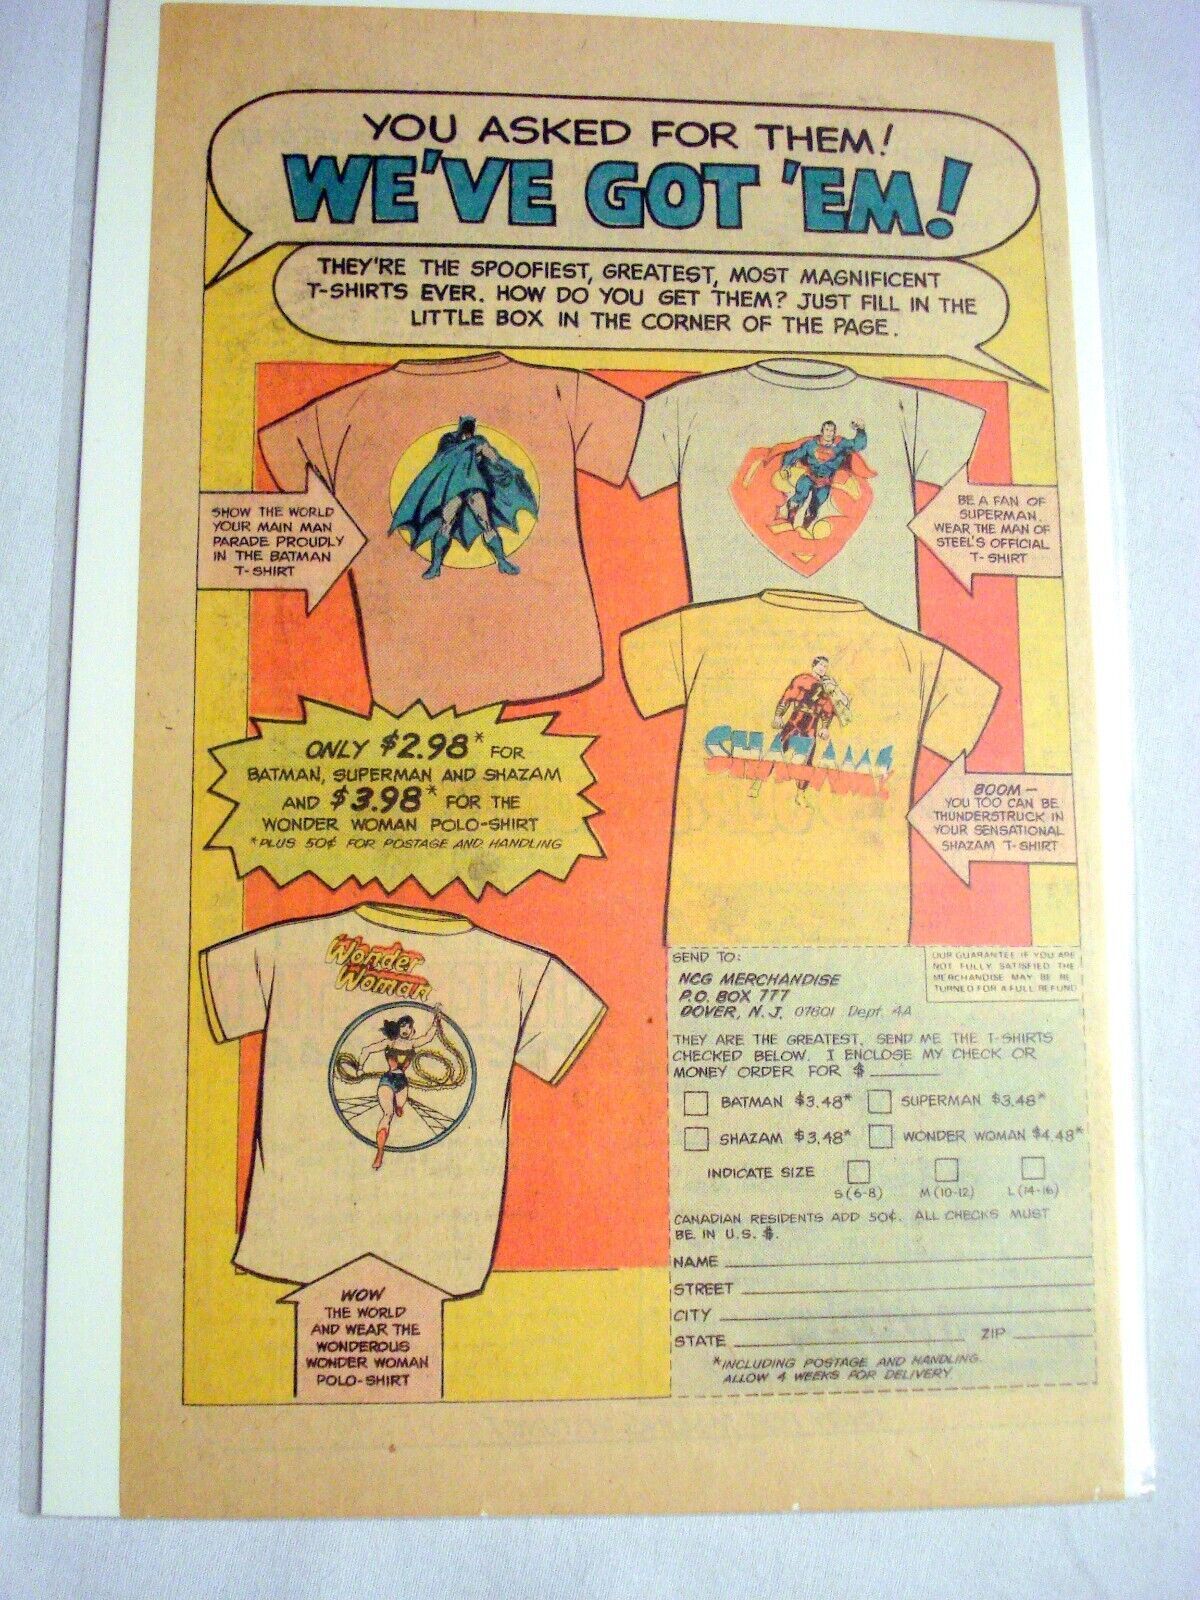 YOU ASKED FOR THEM!
WE'VE GOT 'EM!
THEY'RE THE SPOOFIEST, GREATEST, MOST MAGNIFICENT
T-SHIRTS EVER. HOW DO YOU GET THEM? JUST FILL IN THE
LITTLE BOX IN THE CORNER OF THE PAGE.
SHOW THE WORLD
YOUR MAIN MAN
PARADE PROUDLY
IN THE BATMAN
T-SHIRT
BE A FAN OF
SUPERMAN,
WEAR THE MAN OF
STEEL'S OFFICIAL
T-SHIRT
SHAZAM!
ONLY $2.98* FOR
BATMAN, SUPERMAN AND SHAZAM
AND $3.98* FOR THE
WONDER WOMAN POLO-SHIRT
*PLUS 50¢ FOR POSTAGE AND HANDLING
BOOM—
YOU TOO CAN BE
THUNDERSTRUCK IN
YOUR SENSATIONAL
SHAZAM T-SHIRT
Wonder
Woman
WOW
THE WORLD
AND WEAR THE
WONDEROUS
WONDER WOMAN
POLO-SHIRT
SEND TO:
NCG MERCHANDISE
P.O. BOX 777
DOVER, N.J. 07801 Dept. 4A
OUR GUARANTEE IF YOU ARE
NOT FULLY SATISFIED THE
MERCHANDISE MAY BE RE
TURNED FOR A FULL REFUND
THEY ARE THE GREATEST. SEND ME THE T-SHIRTS
CHECKED BELOW. I ENCLOSE MY CHECK OR
MONEY ORDER FOR $
BATMAN $3.48* SUPERMAN $3.48*
SHAZAM $3.48* WONDER WOMAN $4.48*
INDICATE SIZE
S (6-8) M (10-12) L (14-16)
CANADIAN RESIDENTS ADD 50¢. ALL CHECKS MUST
BE IN U.S. $.
NAME
STREET
CITY
STATE ZIP
*INCLUDING POSTAGE AND HANDLING.
ALLOW 4 WEEKS FOR DELIVERY.